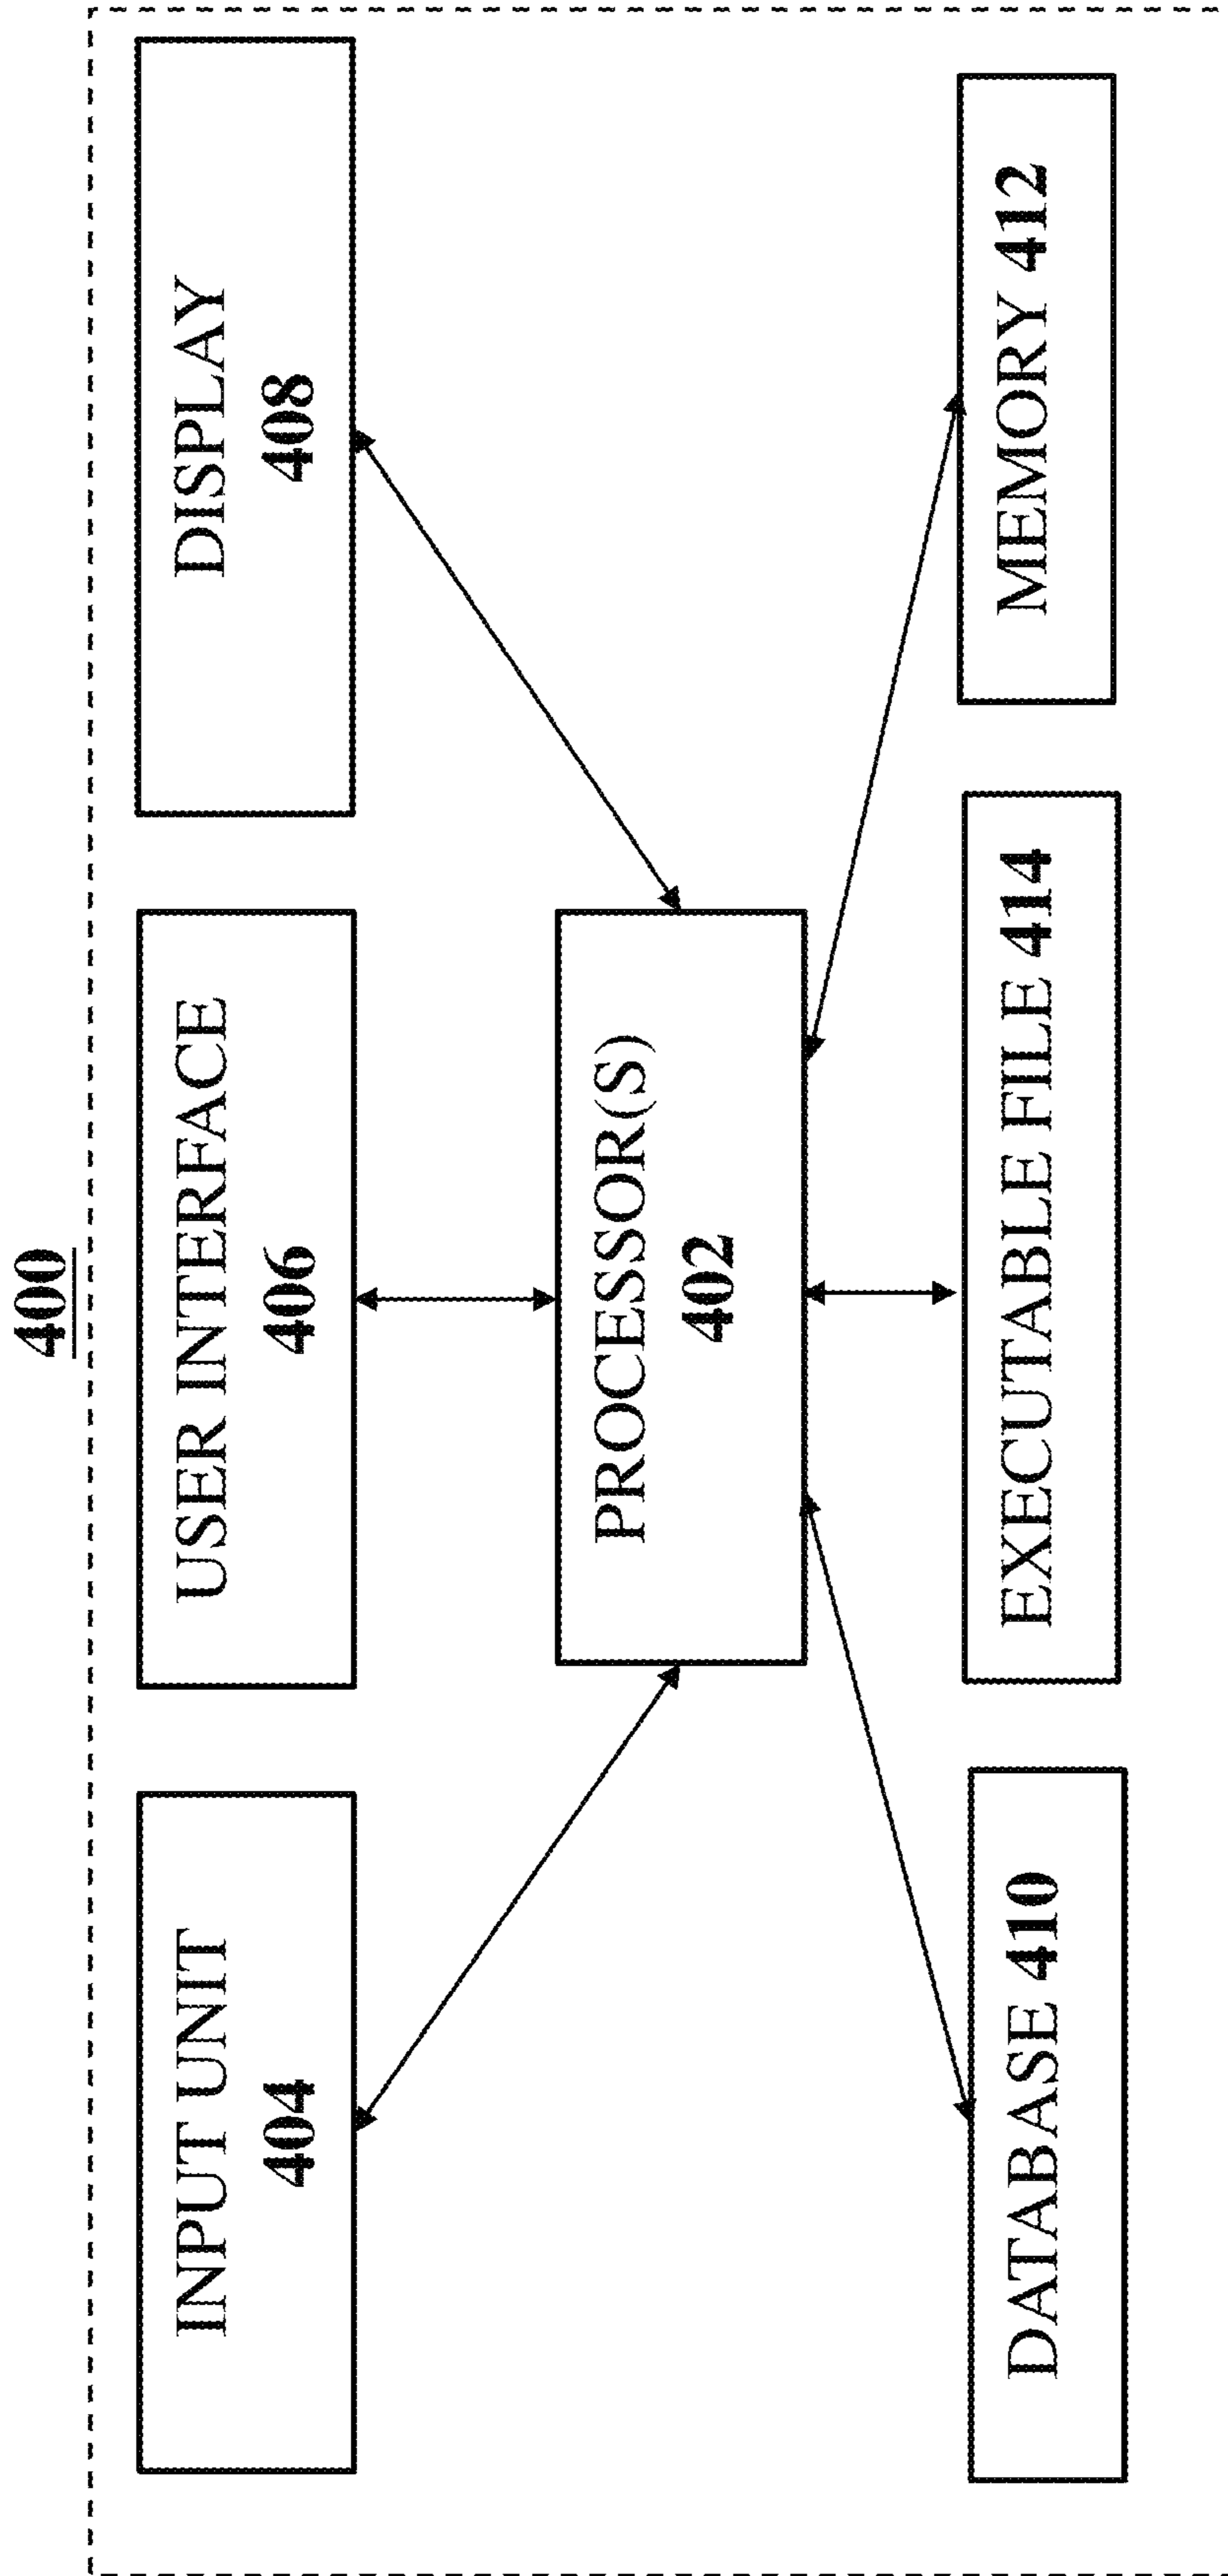 400
INPUT UNIT
404
USER INTERFACE
406
DISPLAY
408
PROCESSOR(S)
402
DATABASE 410
EXECUTABLE FILE 414
MEMORY 412